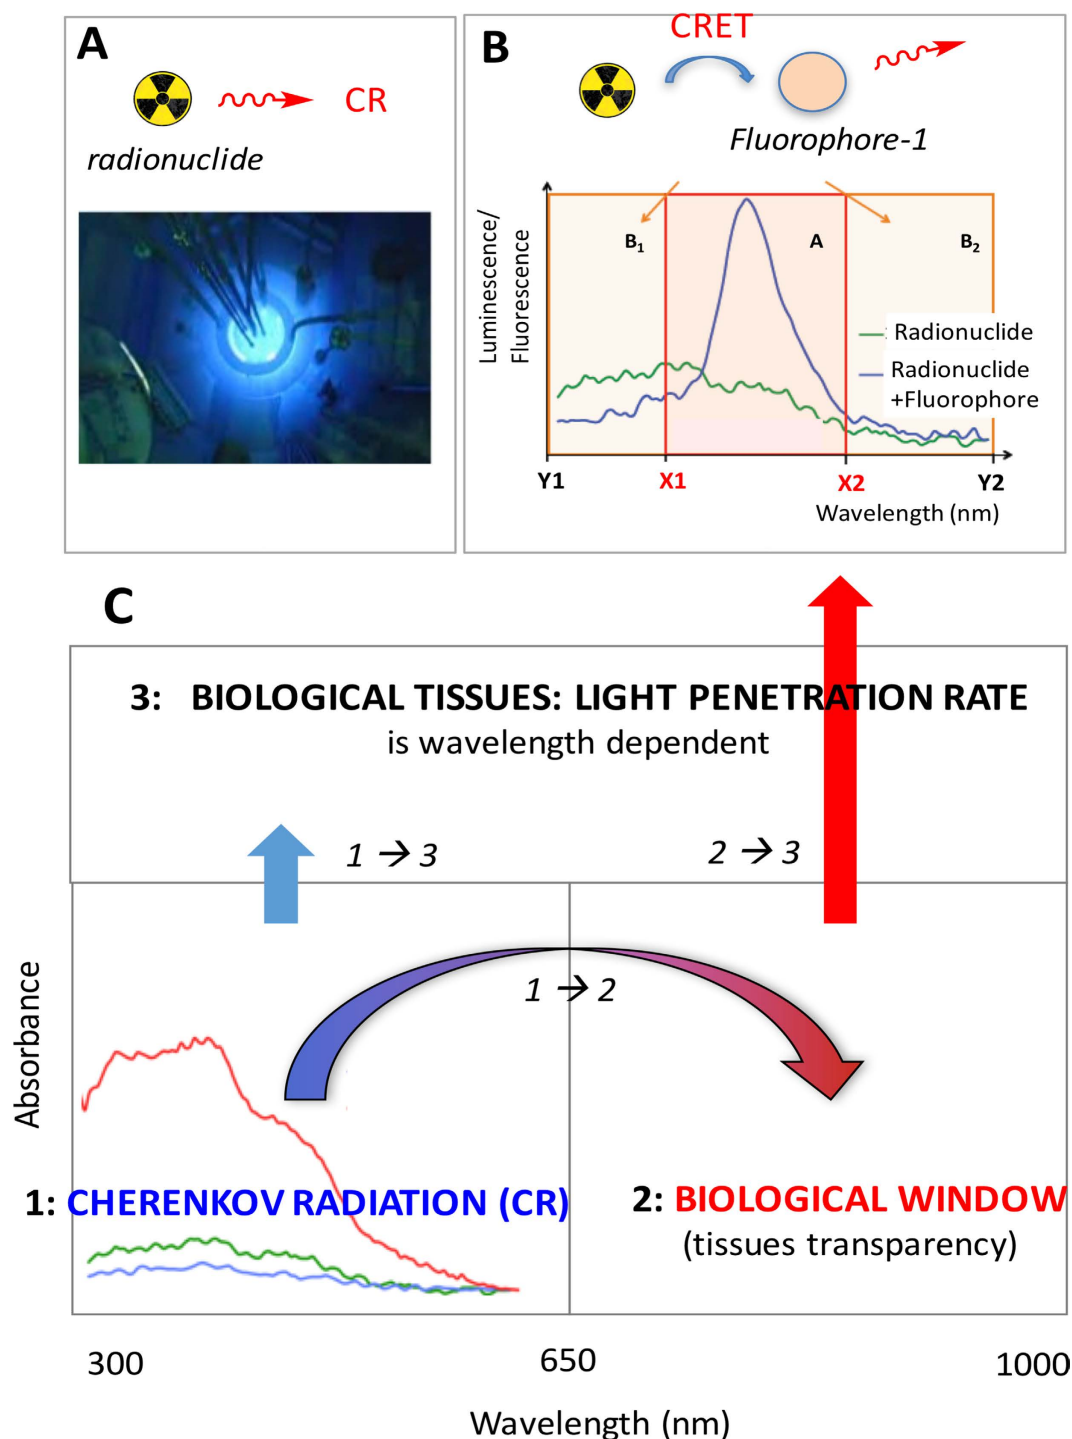 A
CR
radionuclide
B
CRET
Fluorophore-1
Luminescence/
Fluorescence
B1
A
B2
Radionuclide
Radionuclide
+Fluorophore
Y1
X1
X2
Y2
Wavelength (nm)
C
3: BIOLOGICAL TISSUES: LIGHT PENETRATION RATE
is wavelength dependent
1 → 3
2 → 3
1 → 2
Absorbance
1: CHERENKOV RADIATION (CR)
2: BIOLOGICAL WINDOW
(tissues transparency)
300
650
1000
Wavelength (nm)